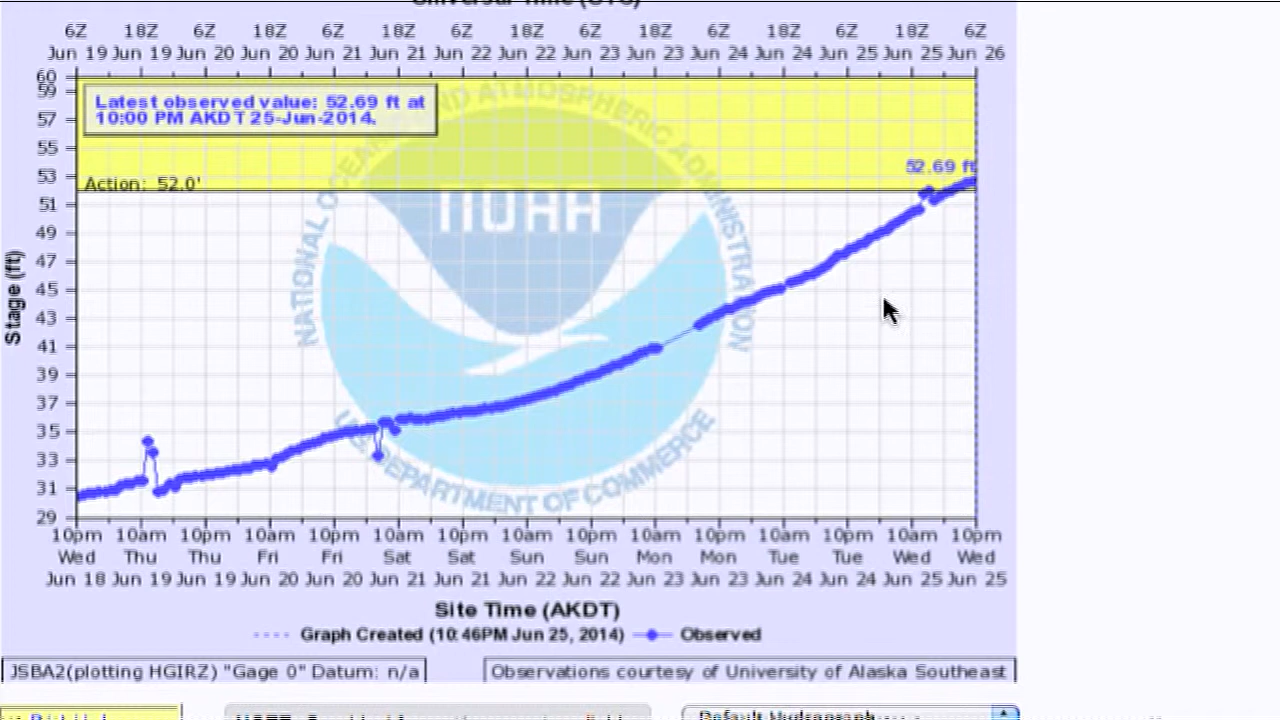 Universal Time (UTC)
6Z 18Z 6Z 18Z 6Z 18Z 6Z 18Z 6Z 18Z 6Z 18Z 6Z 18Z 6Z
Jun 19 Jun 19 Jun 20 Jun 20 Jun 21 Jun 21 Jun 22 Jun 22 Jun 23 Jun 23 Jun 24 Jun 24 Jun 25 Jun 25 Jun 26
60
59
57
55
53
51
49
47
45
43
41
39
37
35
33
31
29
Stage (ft)
Latest observed value: 52.69 ft at
10:00 PM AKDT 25-Jun-2014.
Action: 52.0'
52.69 ft
NATIONAL OCEANIC AND ATMOSPHERIC ADMINISTRATION
NOAA
U.S. DEPARTMENT OF COMMERCE
10pm 10am 10pm 10am 10pm 10am 10pm 10am 10pm 10am 10pm 10am 10pm 10am 10pm
Wed Thu Thu Fri Fri Sat Sat Sun Sun Mon Mon Tue Tue Wed Wed
Jun 18 Jun 19 Jun 19 Jun 20 Jun 20 Jun 21 Jun 21 Jun 22 Jun 22 Jun 23 Jun 23 Jun 24 Jun 24 Jun 25 Jun 25
Site Time (AKDT)
Graph Created (10:46PM Jun 25, 2014) Observed
JSBA2(plotting HGIRZ) "Gage 0" Datum: n/a
Observations courtesy of University of Alaska Southeast
Default Hydrograph